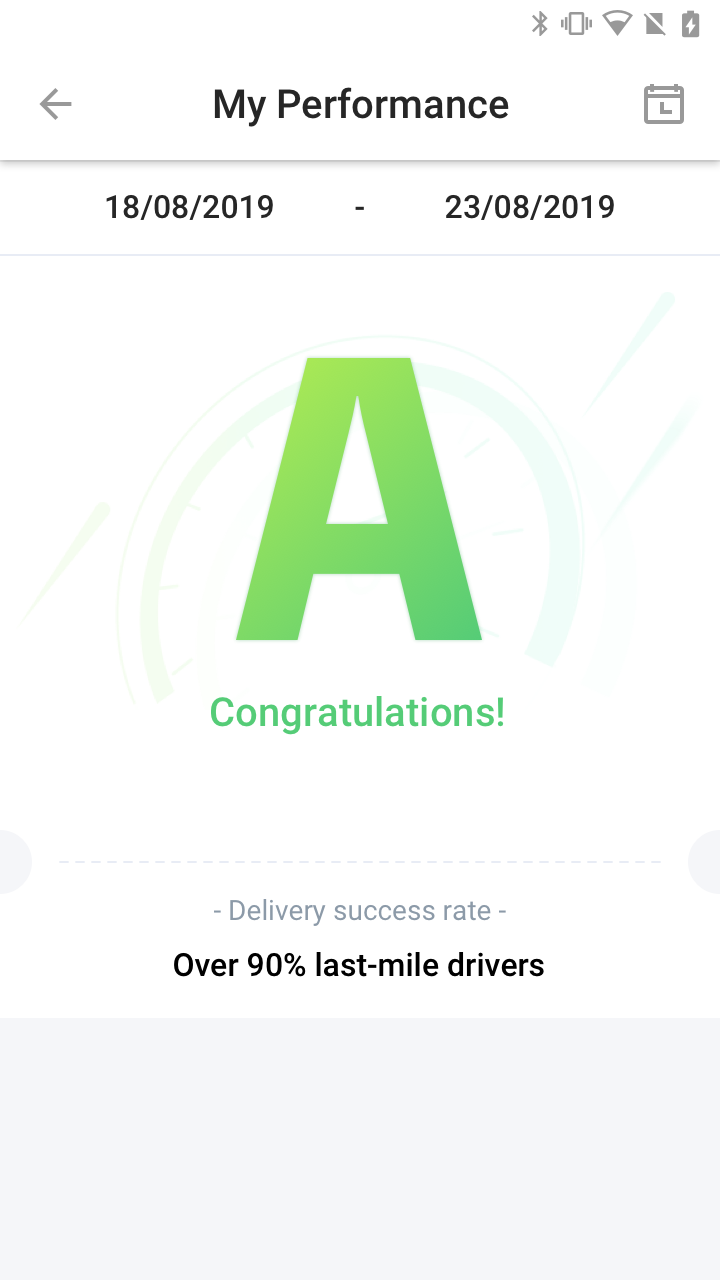 My Performance
18/08/2019 - 23/08/2019
A
Congratulations!
- Delivery success rate -
Over 90% last-mile drivers